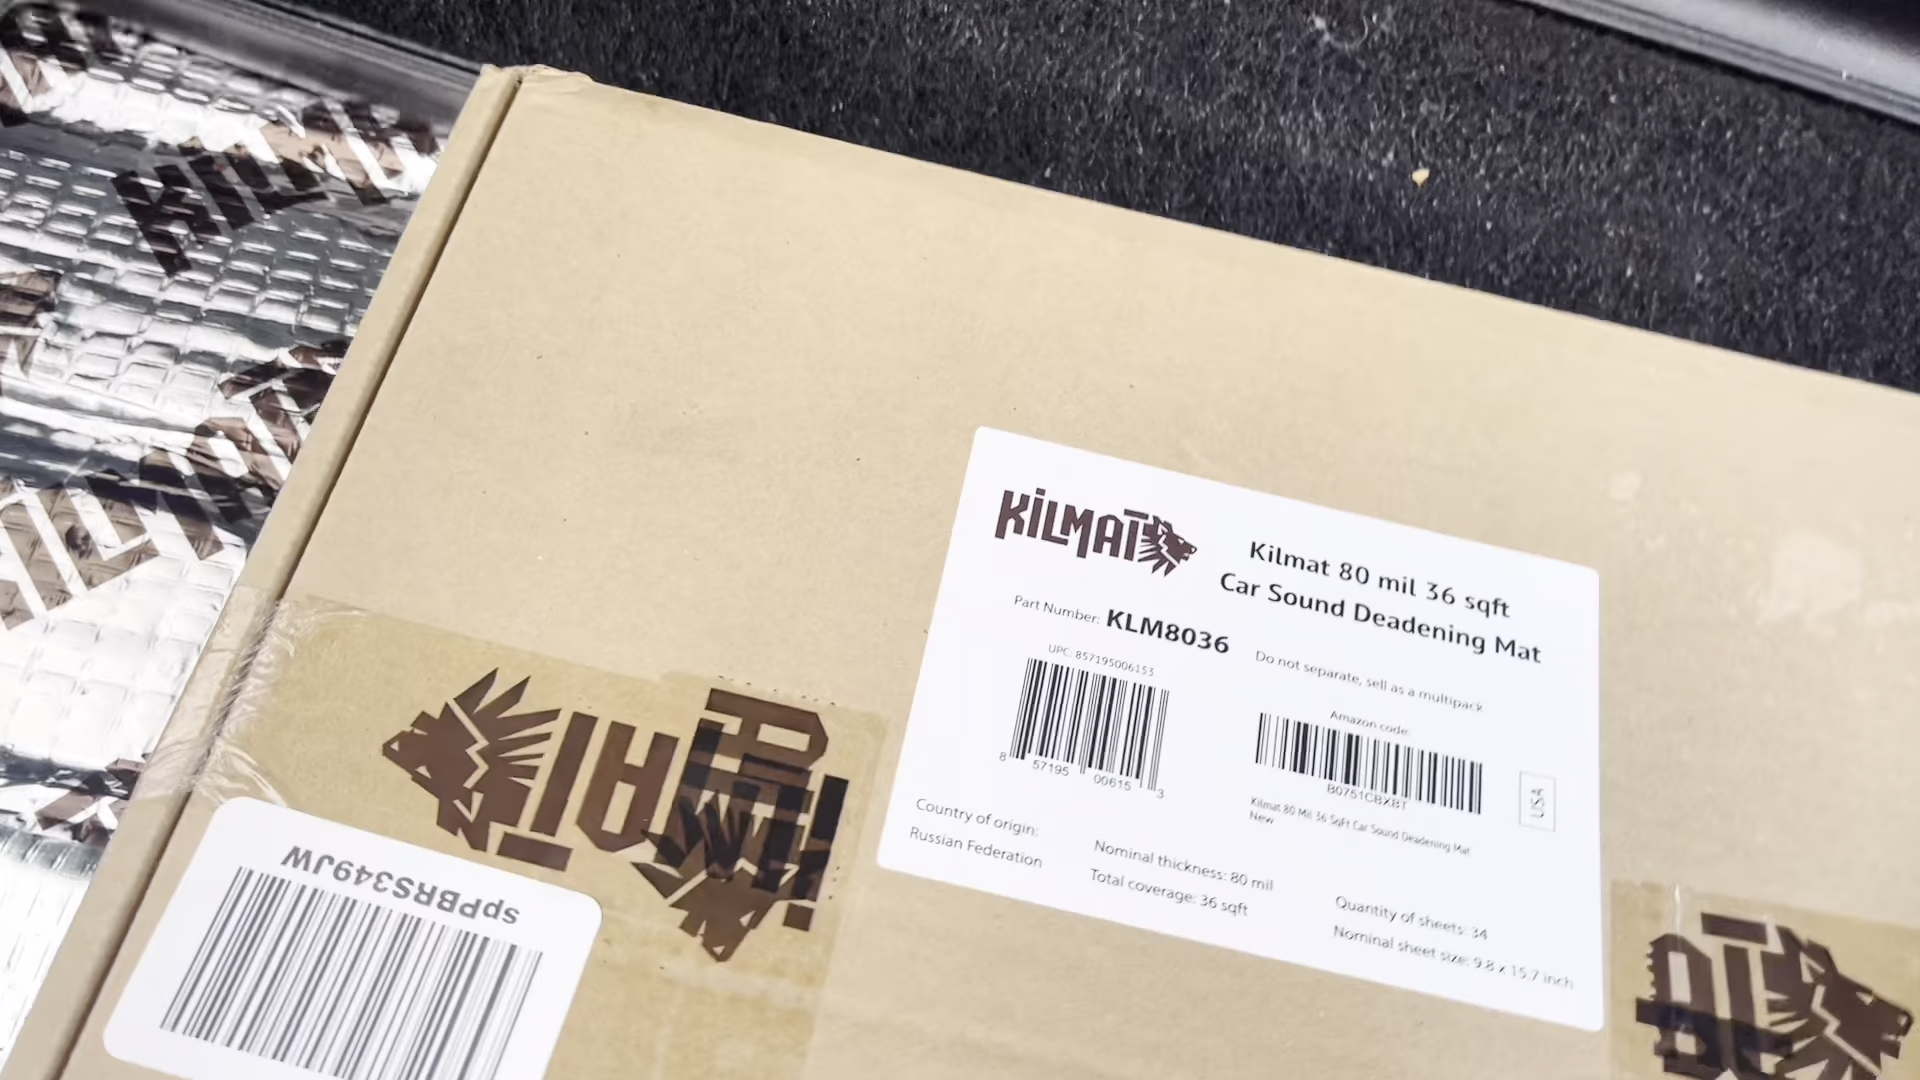 KILMAT
KILMAT
KILMAT
Kilmat 80 mil 36 sqft
Car Sound Deadening Mat
Part Number: KLM8036
Do not separate, sell as a multipack
UPC: 857195006153
8 57195 00615 3
Amazon code:
B0751CBXBT
Kilmat 80 Mil 36 SqFt Car Sound Deadening Mat
New
USA
Country of origin:
Russian Federation
Nominal thickness: 80 mil
Total coverage: 36 sqft
Quantity of sheets: 34
Nominal sheet size: 9.8 x 15.7 inch
spPBRS349JW